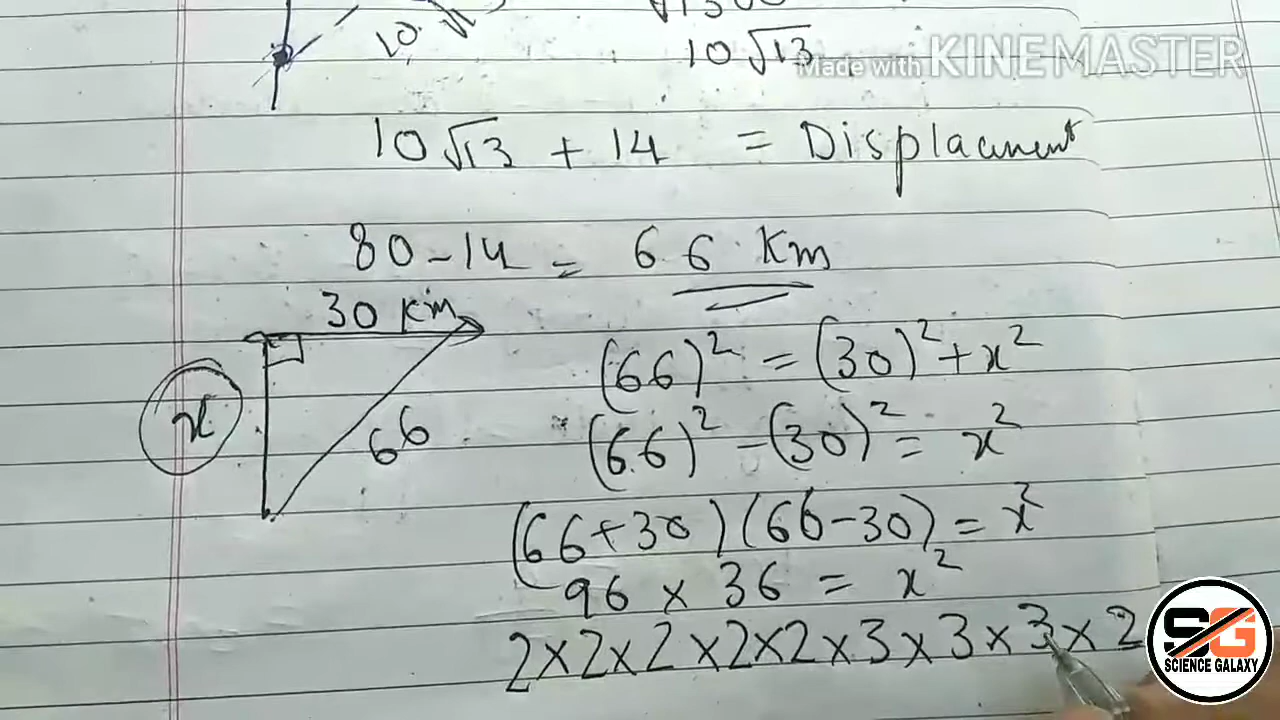 10√13
Made with KINEMASTER
10√13 + 14 = Displacment
80 - 14 = 66 Km
30 Km
x
66
(66)² = (30)² + x²
(66)² - (30)² = x²
(66+30)(66-30) = x²
96 × 36 = x²
2×2×2×2×2×3×3×3×2
SG
SCIENCE GALAXY